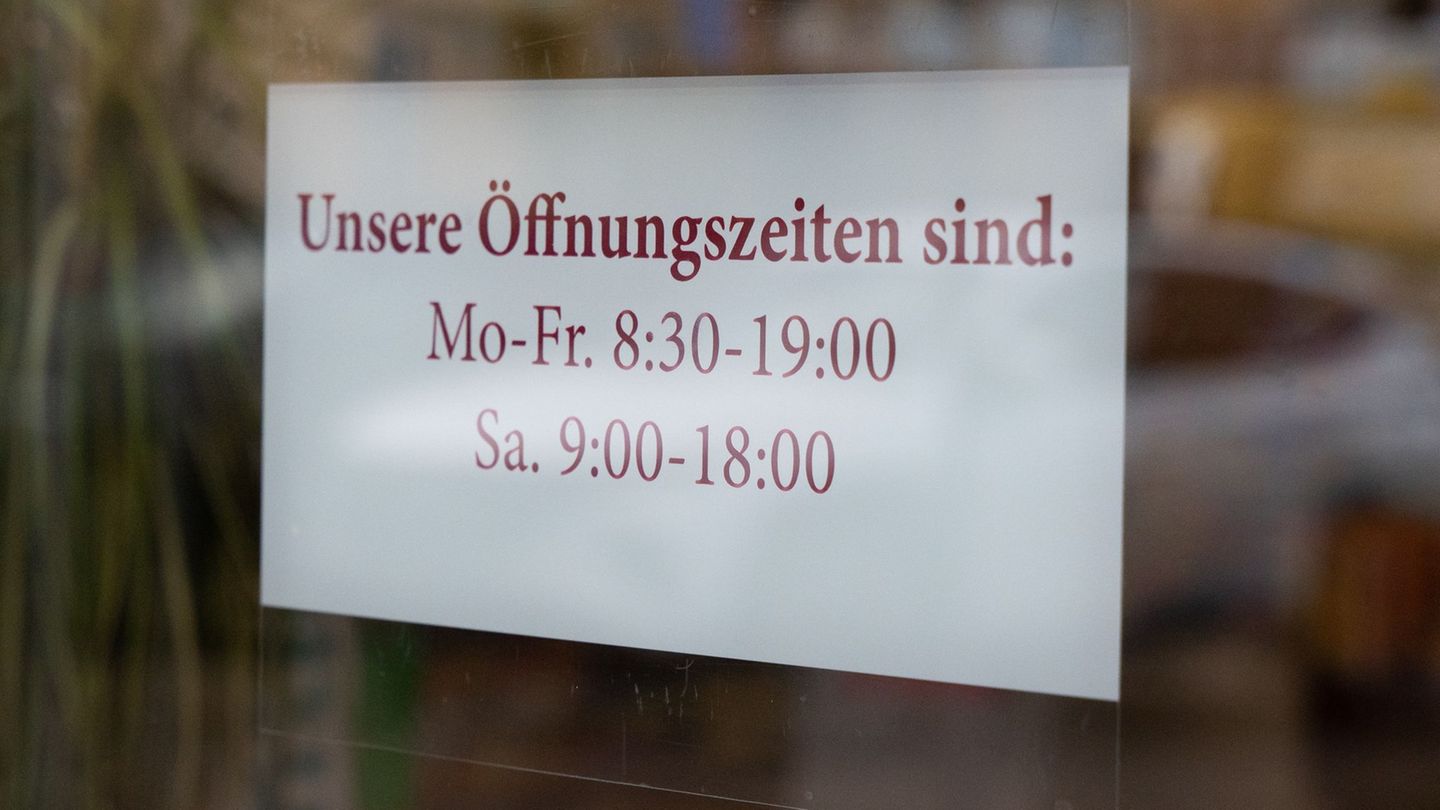 Unsere Öffnungszeiten sind:
Mo-Fr. 8:30-19:00
Sa. 9:00-18:00